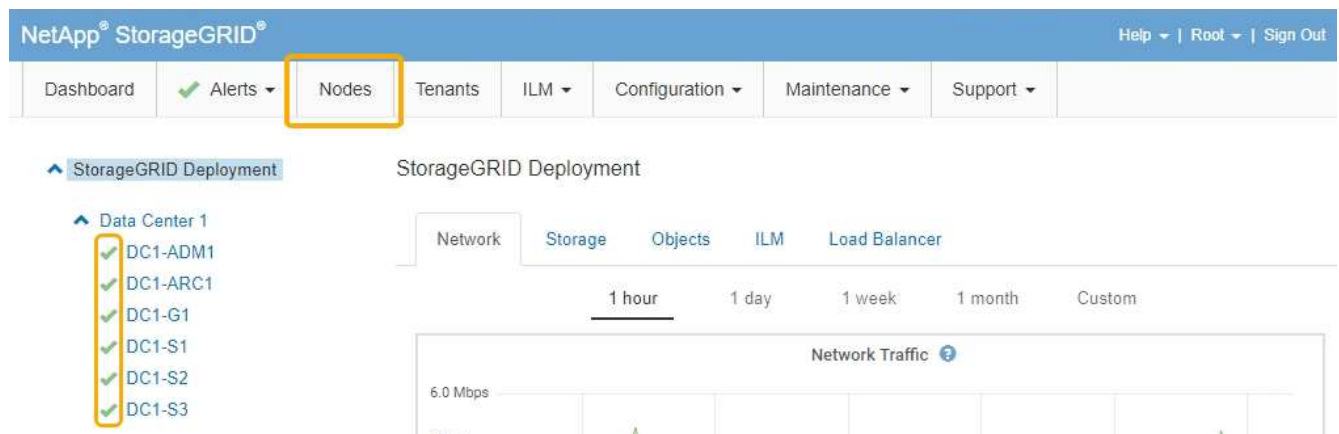 NetApp® StorageGRID®
Help | Root | Sign Out
Dashboard Alerts Nodes Tenants ILM Configuration Maintenance Support
StorageGRID Deployment
StorageGRID Deployment
Data Center 1
DC1-ADM1
DC1-ARC1
DC1-G1
DC1-S1
DC1-S2
DC1-S3
Network Storage Objects ILM Load Balancer
1 hour 1 day 1 week 1 month Custom
Network Traffic ?
6.0 Mbps